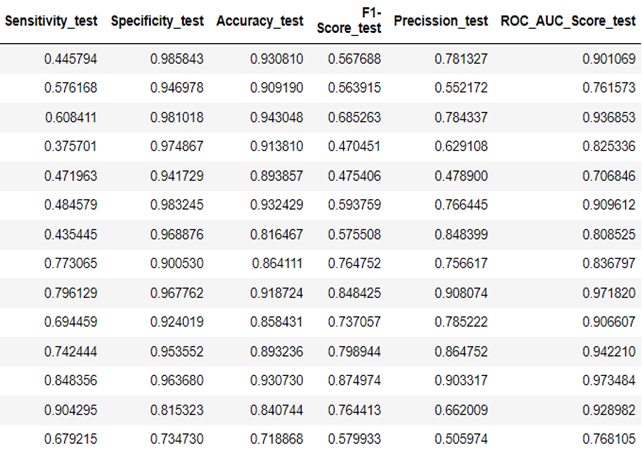 Sensitivity_test Specificity_test Accuracy_test F1-Score_test Precission_test ROC_AUC_Score_test
0.445794 0.985843 0.930810 0.567688 0.781327 0.901069
0.576168 0.946978 0.909190 0.563915 0.552172 0.761573
0.608411 0.981018 0.943048 0.685263 0.784337 0.936853
0.375701 0.974867 0.913810 0.470451 0.629108 0.825336
0.471963 0.941729 0.893857 0.475406 0.478900 0.706846
0.484579 0.983245 0.932429 0.593759 0.766445 0.909612
0.435445 0.968876 0.816467 0.575508 0.848399 0.808525
0.773065 0.900530 0.864111 0.764752 0.756617 0.836797
0.796129 0.967762 0.918724 0.848425 0.908074 0.971820
0.694459 0.924019 0.858431 0.737057 0.785222 0.906607
0.742444 0.953552 0.893236 0.798944 0.864752 0.942210
0.848356 0.963680 0.930730 0.874974 0.903317 0.973484
0.904295 0.815323 0.840744 0.764413 0.662009 0.928982
0.679215 0.734730 0.718868 0.579933 0.505974 0.768105